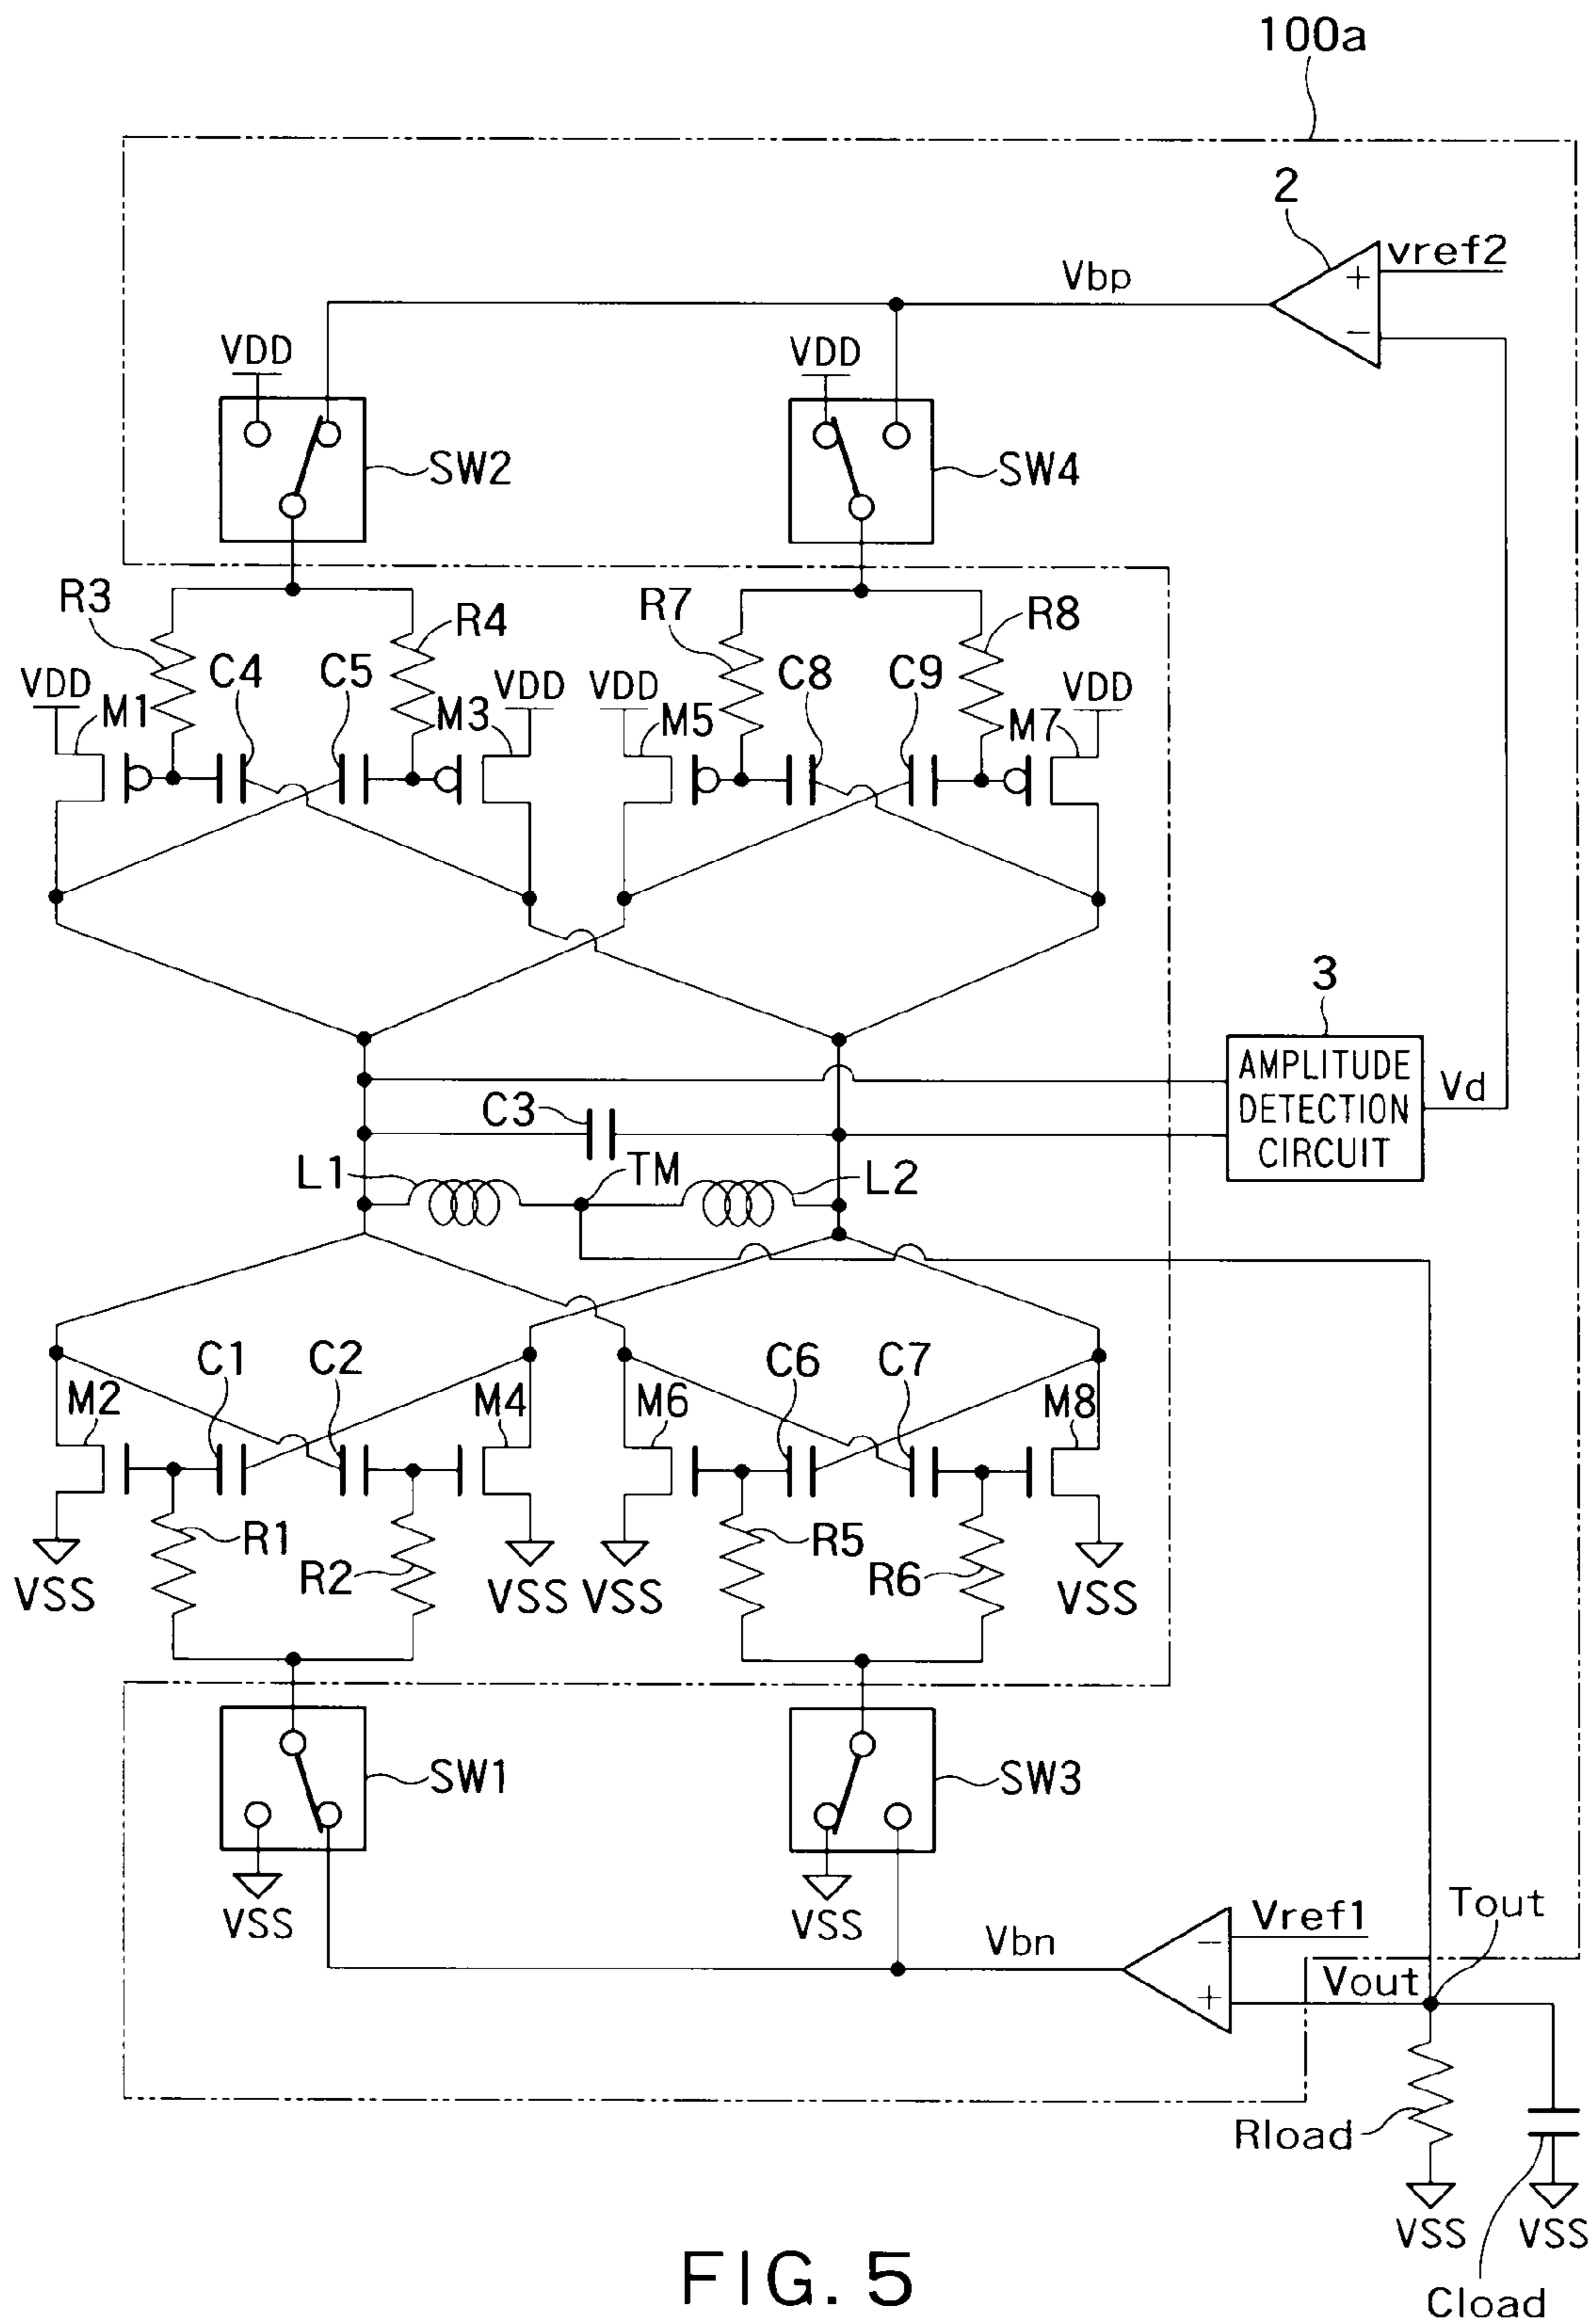 100a
2
vref2
+
−
Vbp
VDD
VDD
SW2
SW4
R3
R4
R7
R8
VDD
M1
C4
C5
M3
VDD
VDD
M5
C8
C9
M7
VDD
3
AMPLITUDE
DETECTION
CIRCUIT
Vd
C3
L1
TM
L2
M2
C1
C2
M4
M6
C6
C7
M8
R1
R2
R5
R6
VSS
VSS
VSS
VSS
SW1
SW3
VSS
VSS
Vbn
−
+
Vref1
Tout
Vout
Rload
VSS
VSS
Cload
FIG. 5